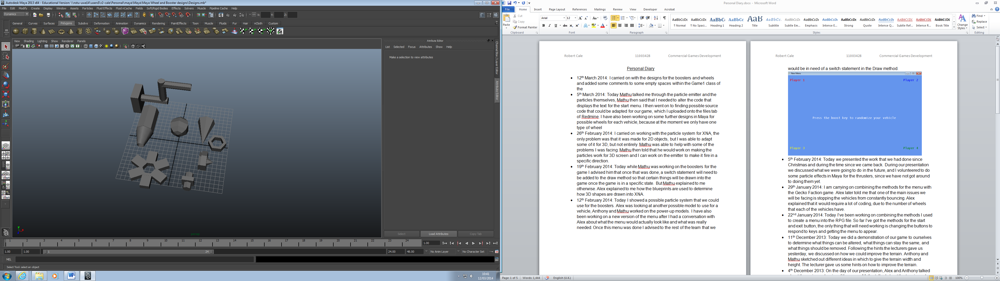 Autodesk Maya 2013 x64 - Educational Version: \\nstu-uwe14\users$\r2-cale\Personal\maya\Maya\Maya Wheel and Booster designs\Designs.mb*
File Edit Modify Create Display Window Assets Particles Fluid Effects Fluid nCache Fields Soft/Rigid Bodies Effects Solvers Muscle Pipeline Cache Help
Dynamics X: Y: Z:
General Curves Surfaces Polygons Subdivs Deformation Animation Dynamics Rendering PaintEffects Toon Muscle Fluids Fur Hair nCloth Custom
View Shading Lighting Show Renderer Panels
Attribute Editor
List Selected Focus Attributes Show Help
Make a selection to view attributes
Channel Box / Layer Editor
Attribute Editor
y
x
persp
Select Load Attributes Copy Tab
1 2 3 4 5 6 7 8 9 10 11 12 13 14 15 16 17 18 19 20 21 22 23 24 1.00
1.00 1.00 1 24 24.00 48.00 No Anim Layer No Character Set
MEL
Select Tool: select an object
10:41
12/03/2014
Personal Diary.docx - Microsoft Word
File Home Insert Page Layout References Mailings Review View Developer Acrobat
Paste Cut Copy Format Painter
Clipboard
Arial 12
Font
Paragraph
AaBbCcDc AaBbCcDc AaBbC AaBbCc AaB AaBbCc. AaBbCcDt AaBbCcDt AaBbCcDt AaBbCcDc AaBbCcDt AaBbCcDt AABBCCDC AABBCCDC AABBCCDC
¶ Normal ¶ No Spaci... Heading 1 Heading 2 Title Subtitle Subtle Em... Emphasis Intense E... Strong Quote Intense Q... Subtle Ref... Intense R... Book Title
Styles
Change Styles
Find
Replace
Select
Editing
Robert Cale 11003428 Commercial Games Development
Personal Diary
• 12th March 2014: I carried on with the designs for the boosters and wheels
and added some comments to some empty spaces within the Game1 class of
the
• 5th March 2014: Today Mathu talked me through the particle emitter and the
particles themselves, Mathu then said that I needed to alter the code that
displays the text for the start menu. I then went on to finding possible source
code that could be adapted for our game, which I uploaded onto the files tab
of Redmine. I have also been working on some further designs in Maya for
possible wheels for each vehicle, because at the moment we only have one
type of wheel
• 26th February 2014: I carried on working with the particle system for XNA, the
only problem was that it was made for 2D objects, but I was able to adapt
some of it for 3D, but not entirely. Mathu was able to help with some of the
problems I was facing. Mathu then told that he would work on making the
particles work for 3D screen and I can work on the emitter to make it fire in a
specific direction.
• 19th February 2014: Today while Mathu was working on the boosters for the
game I advised him that once that was done, a switch statement will need to
be added to the draw method so that certain things will be drawn into the
game once the game is in a specific state. But Mathu explained to me
otherwise. Alex explained to me how the blueprints are used to determine
how 3D shapes are drawn into XNA.
• 12th February 2014: Today I showed a possible particle system that we could
use for the boosters. Alex was looking at another possible model to use for a
vehicle, Anthony and Mathu worked on the power-up models. I have also
been working on a new version of the menu after I had a conversation with
Alex about what the menu would actually look like and what was really
needed. Once this menu was done I advised to the rest of the team that we
Robert Cale 11003428 Commercial Games Development
would be in need of a switch statement in the Draw method.
New Menu
Player 1 Player 2
Press the boost key to randomize your vehicle
Player 3 Player 4
• 5th February 2014: Today we presented the work that we had done since
Christmas and during the time since we came back. During our presentation
we discussed what we were going to do in the future, and I volunteered to do
some particle effects in Maya for the thrusters, since we have not got around
to doing them yet.
• 29th January 2014: I am carrying on combining the methods for the menu with
the Gecko Faction game. Alex later told me that one of the main issues we
will be facing is stopping the vehicles from constantly bouncing. Alex
explained that it would require a lot of coding, due to the number of wheels
that each of the vehicles have.
• 22nd January 2014: Today I've been working on combining the methods I used
to create a menu into the RPG file. So far I've got the methods for the start
and exit button, the only thing that will need working is changing the buttons to
respond to keys and getting the menu to appear.
• 11th December 2013: Today we did a demonstration of our game to ourselves
to determine what things can be altered, what things can stay the same, and
what things should be removed. Following the hints the lecturers gave us
yesterday, we discussed on how we could improve the terrain. Anthony and
Mathu sketched out different ideas in which to give the terrain width and
height. The lecturer gave us some hints on how to improve the terrain.
• 4th December 2013: On the day of our presentation, Alex and Anthony talked
Page: 1 of 5 Words: 1,444 English (U.K.) 100%